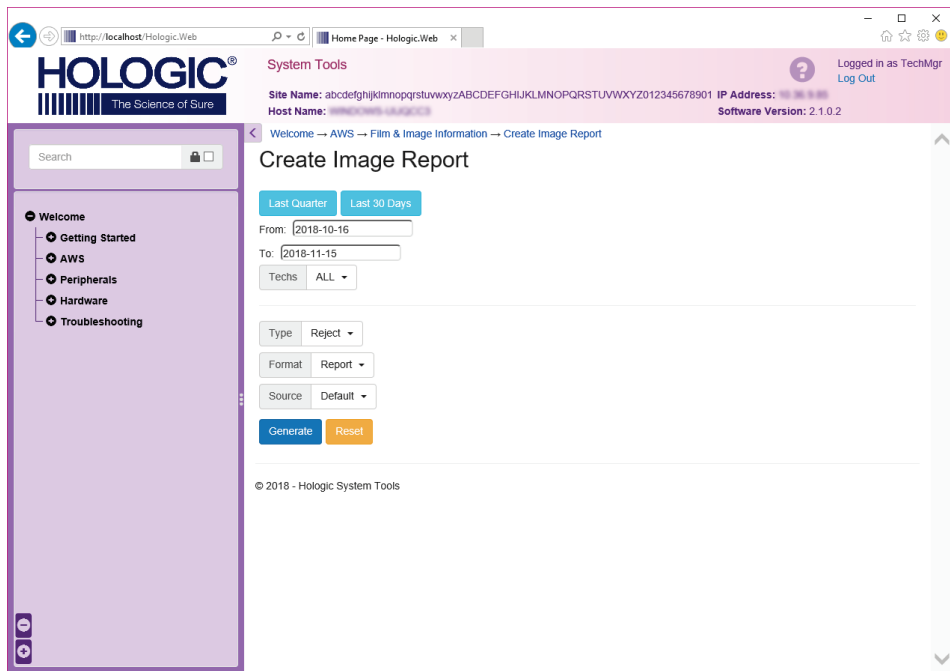 http://localhost/Hologic.Web
Home Page - Hologic.Web
HOLOGIC®
The Science of Sure
System Tools
Logged in as TechMgr
Log Out
Site Name: abcdefghijklmnopqrstuvwxyzABCDEFGHIJKLMNOPQRSTUVWXYZ012345678901 IP Address:
Host Name:
Software Version: 2.1.0.2
Welcome → AWS → Film & Image Information → Create Image Report
Search
Create Image Report
Last Quarter
Last 30 Days
From: 2018-10-16
To: 2018-11-15
Techs ALL
Welcome
Getting Started
AWS
Peripherals
Hardware
Troubleshooting
Type Reject
Format Report
Source Default
Generate
Reset
© 2018 - Hologic System Tools